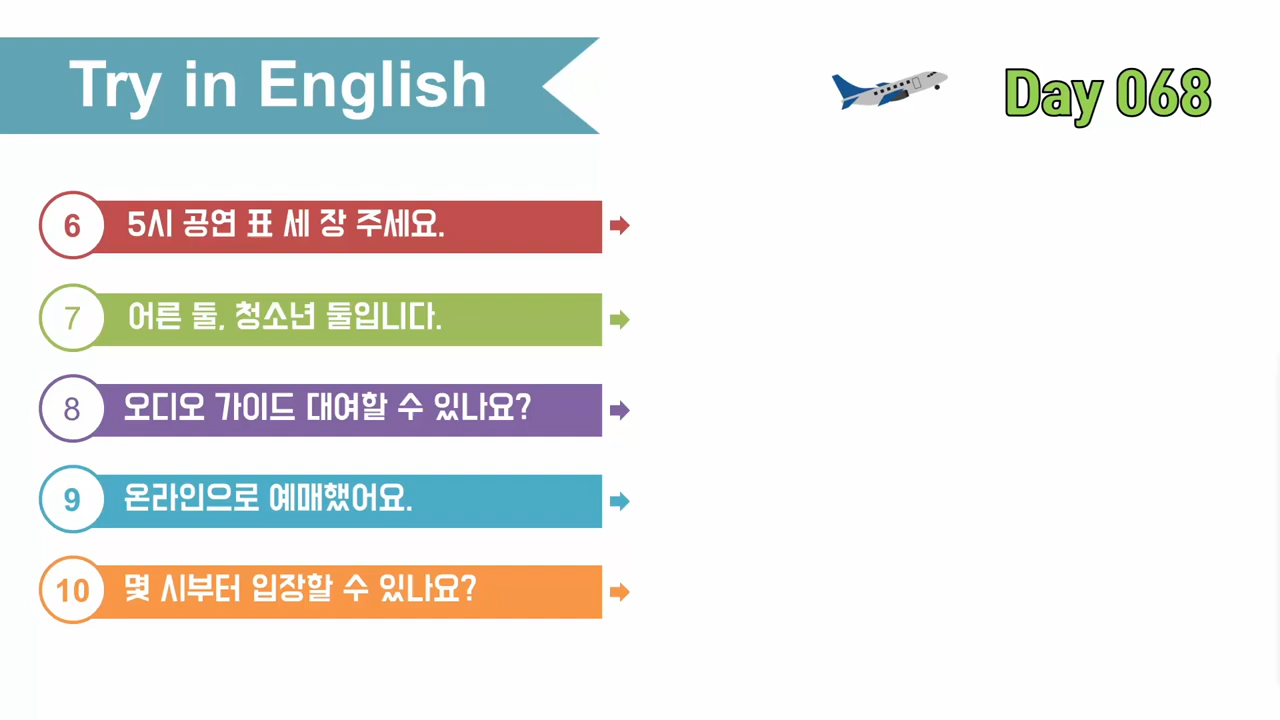 Try in English
Day 068
6 5시 공연 표 세 장 주세요.
7 어른 둘, 청소년 둘입니다.
8 오디오 가이드 대여할 수 있나요?
9 온라인으로 예매했어요.
10 몇 시부터 입장할 수 있나요?